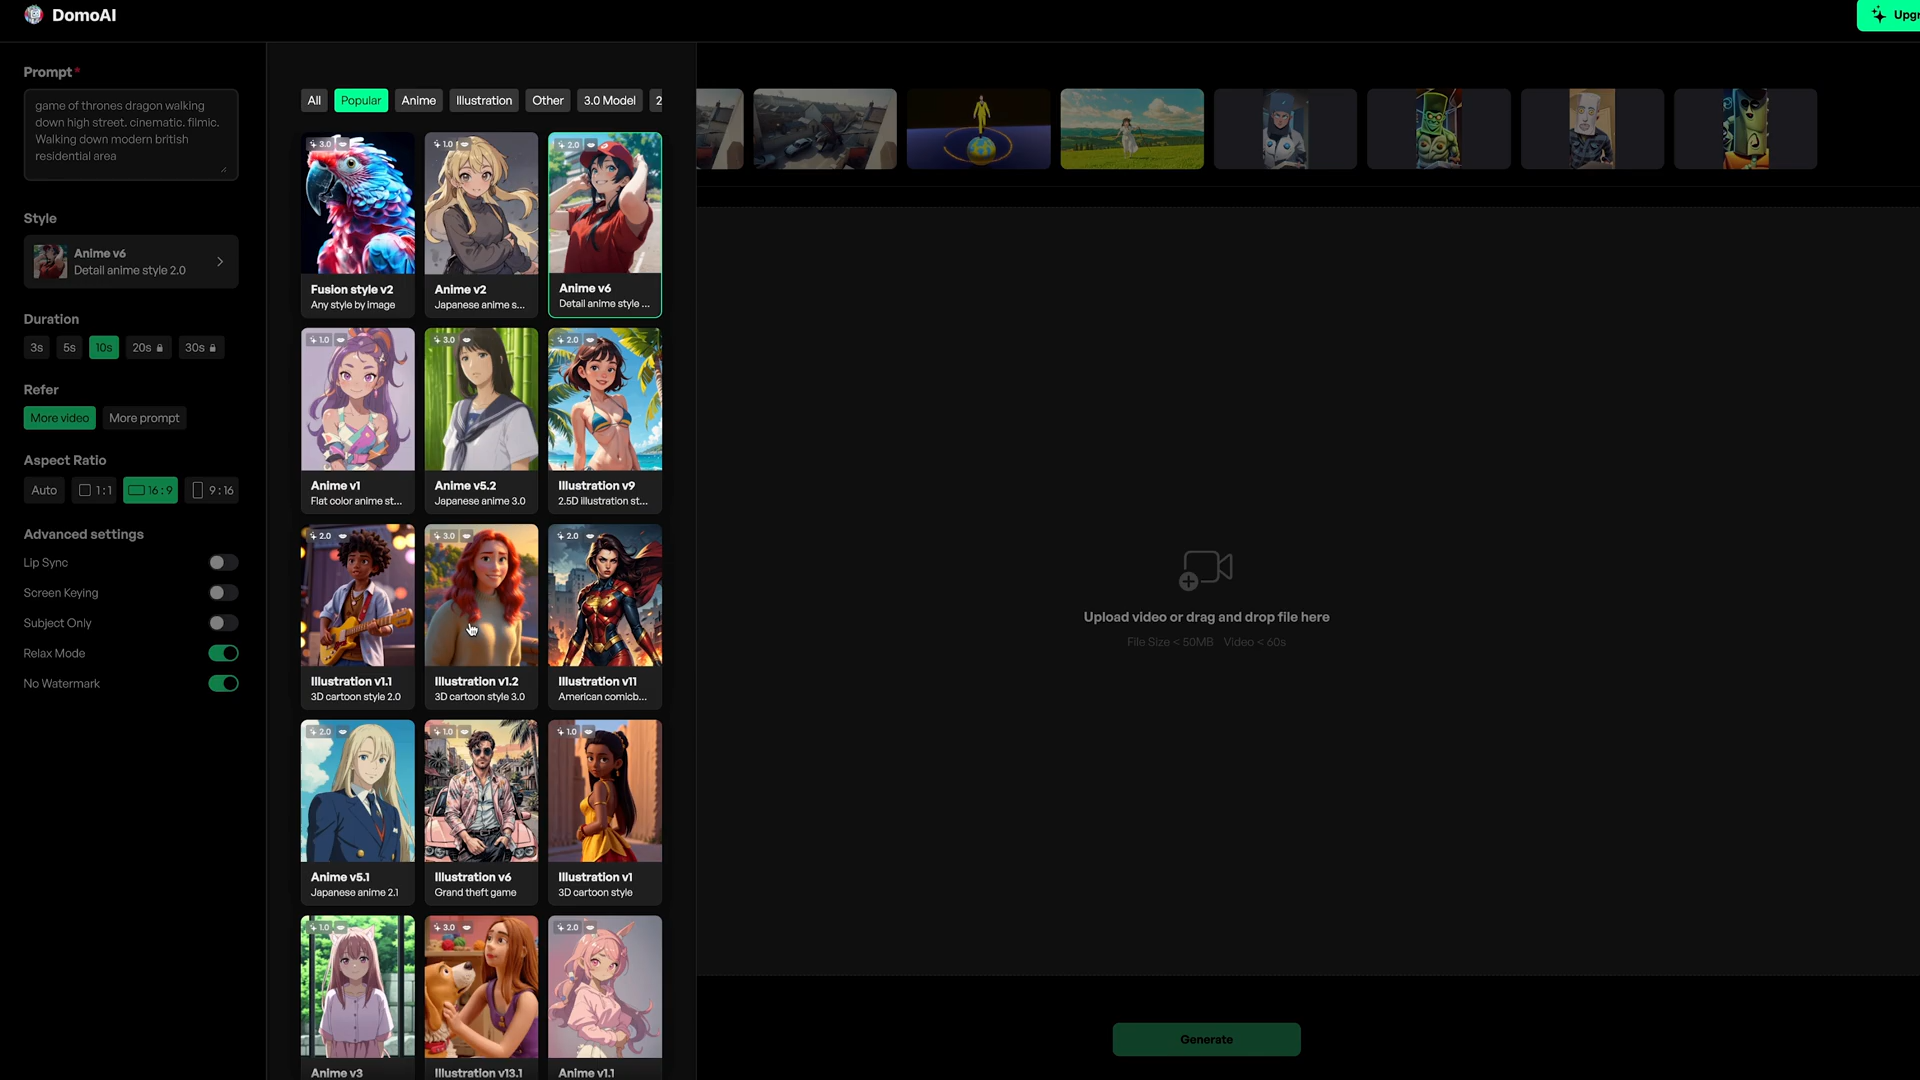 DomoAI
Upgr
Prompt*
game of thrones dragon walking
down high street. cinematic. filmic.
Walking down modern british
residential area
Style
Anime v6
Detail anime style 2.0
Duration
3s
5s
10s
20s
30s
Refer
More video
More prompt
Aspect Ratio
Auto
1:1
16:9
9:16
Advanced settings
Lip Sync
Screen Keying
Subject Only
Relax Mode
No Watermark
All
Popular
Anime
Illustration
Other
3.0 Model
2
3.0
1.0
2.0
Fusion style v2
Any style by image
Anime v2
Japanese anime s...
Anime v6
Detail anime style ...
1.0
3.0
2.0
Anime v1
Flat color anime st...
Anime v5.2
Japanese anime 3.0
Illustration v9
2.5D illustration st...
2.0
3.0
2.0
Illustration v1.1
3D cartoon style 2.0
Illustration v1.2
3D cartoon style 3.0
Illustration v11
American comicb...
2.0
1.0
1.0
Anime v5.1
Japanese anime 2.1
Illustration v6
Grand theft game
Illustration v1
3D cartoon style
1.0
3.0
2.0
Anime v3
Illustration v13.1
Anime v1.1
Upload video or drag and drop file here
File Size < 50MB Video < 60s
Generate